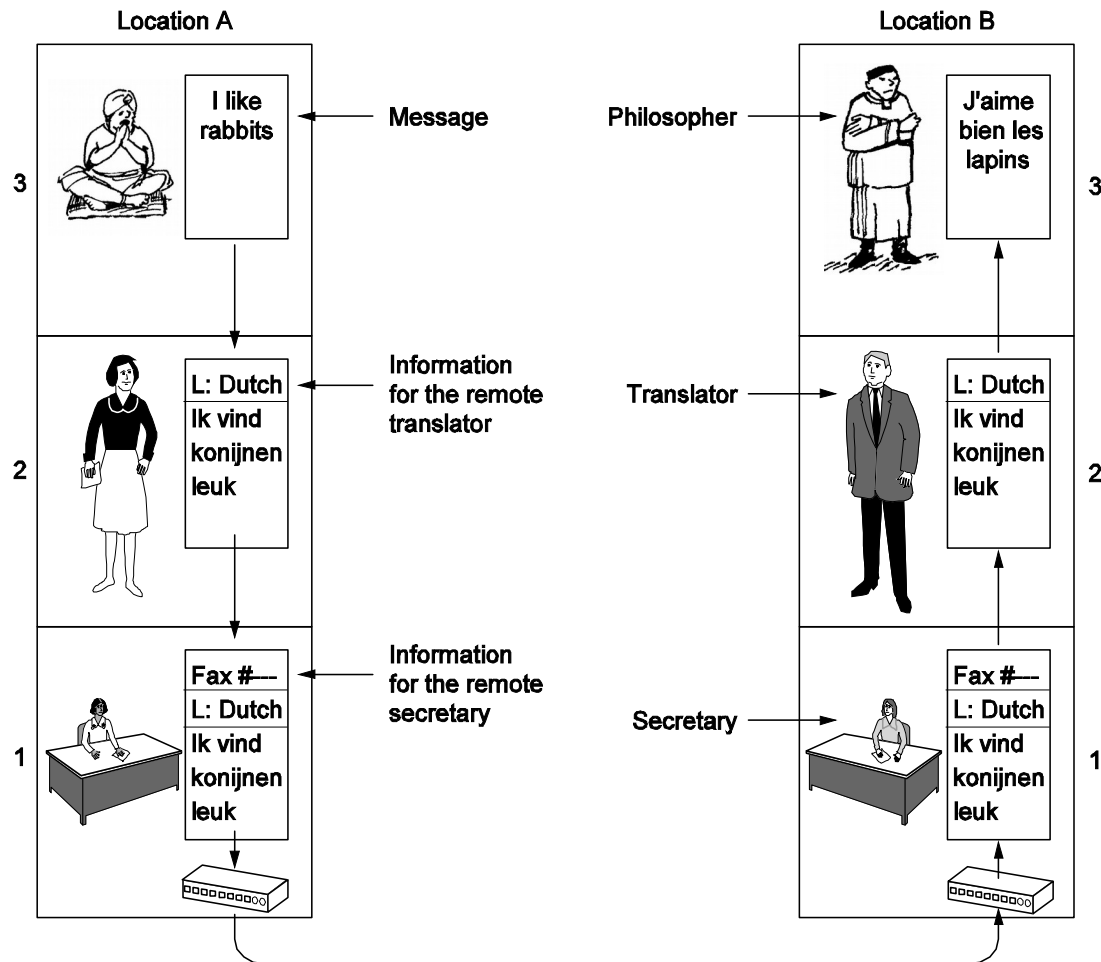 Location A
Location B
I like
rabbits
Message
Philosopher
J'aime
bien les
lapins
3
3
L: Dutch
Ik vind
konijnen
leuk
Information
for the remote
translator
Translator
L: Dutch
Ik vind
konijnen
leuk
2
2
Fax #---
L: Dutch
Ik vind
konijnen
leuk
Information
for the remote
secretary
Secretary
Fax #---
L: Dutch
Ik vind
konijnen
leuk
1
1